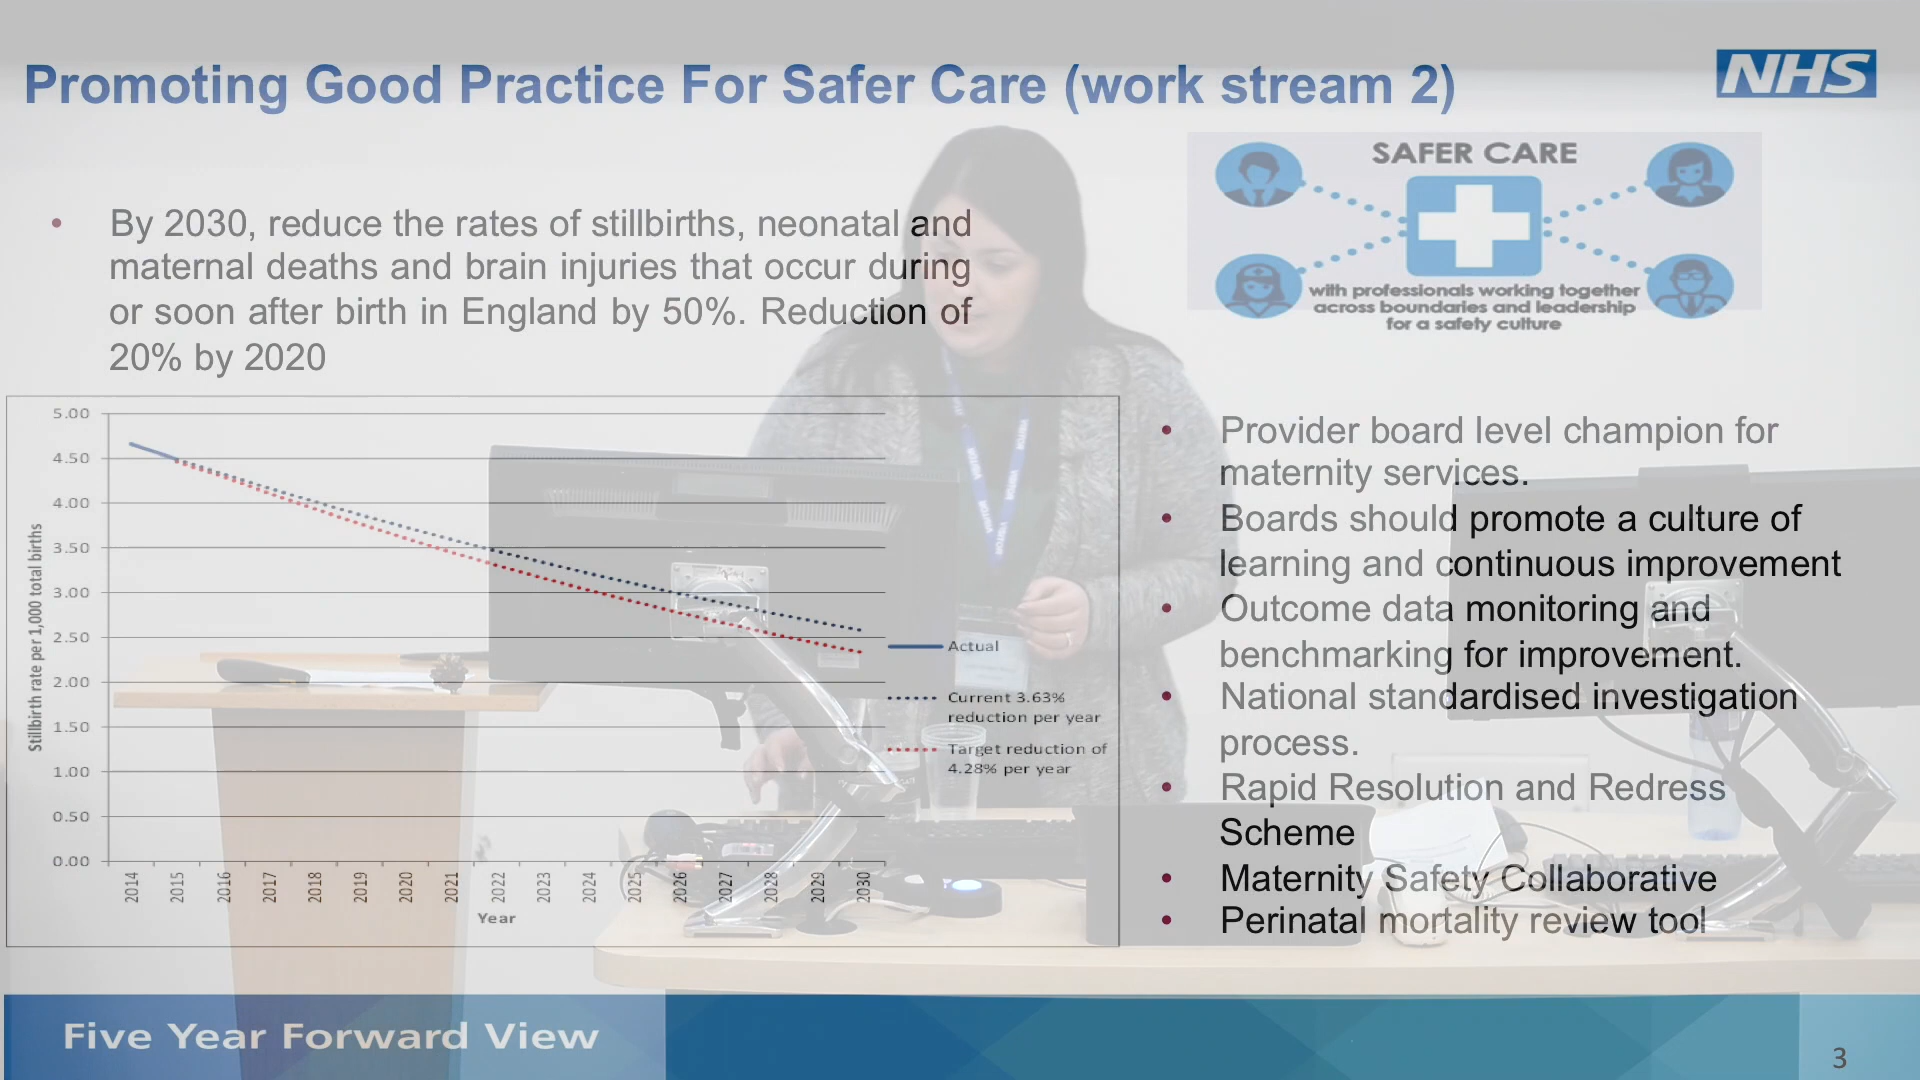 Promoting Good Practice For Safer Care (work stream 2)
NHS
SAFER CARE
with professionals working together
across boundaries and leadership
for a safety culture
• By 2030, reduce the rates of stillbirths, neonatal and
maternal deaths and brain injuries that occur during
or soon after birth in England by 50%. Reduction of
20% by 2020
Stillbirth rate per 1,000 total births
5.00
4.50
4.00
3.50
3.00
2.50
2.00
1.50
1.00
0.50
0.00
2014 2015 2016 2017 2018 2019 2020 2021 2022 2023 2024 2025 2026 2027 2028 2029 2030
Year
Actual
Current 3.63%
reduction per year
Target reduction of
4.28% per year
VISITOR
VISITOR
VISITOR
• Provider board level champion for
maternity services.
• Boards should promote a culture of
learning and continuous improvement
• Outcome data monitoring and
benchmarking for improvement.
• National standardised investigation
process.
• Rapid Resolution and Redress
Scheme
• Maternity Safety Collaborative
• Perinatal mortality review tool
Five Year Forward View
3